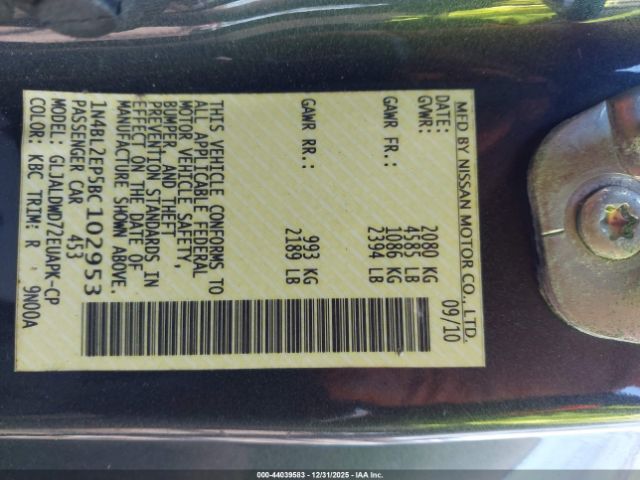 MFD BY NISSAN MOTOR CO., LTD.
DATE: 09/10
GVWR: 2080 KG
4585 LB
GAWR FR.: 1086 KG
2394 LB
GAWR RR.: 993 KG
2189 LB
THIS VEHICLE CONFORMS TO
ALL APPLICABLE FEDERAL
MOTOR VEHICLE SAFETY,
BUMPER, AND THEFT
PREVENTION STANDARDS IN
EFFECT ON THE DATE OF
MANUFACTURE SHOWN ABOVE.
1N4BL2EP5BC102953
PASSENGER CAR 453
MODEL: GLJALDWD72EUAPK-CP
COLOR: KBC TRIM: R 9N00A
000-44039583 - 12/31/2025 - IAA Inc.